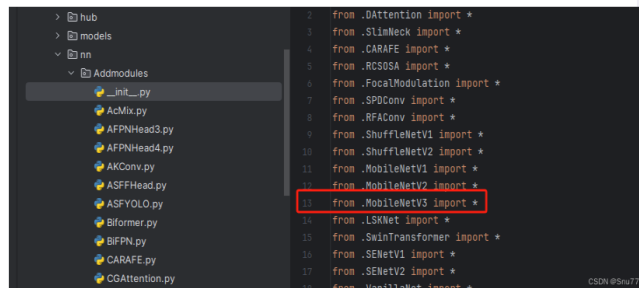 hub
models
nn
Addmodules
__init__.py
AcMix.py
AFPNHead3.py
AFPNHead4.py
AKConv.py
ASFFHead.py
ASFYOLO.py
Biformer.py
BiFPN.py
CARAFE.py
CGAttention.py
2 from .DAttention import *
3 from .SlimNeck import *
4 from .CARAFE import *
5 from .RCSOSA import *
6 from .FocalModulation import *
7 from .SPDConv import *
8 from .RFAConv import *
9 from .ShuffleNetV1 import *
10 from .ShuffleNetV2 import *
11 from .MobileNetV1 import *
12 from .MobileNetV2 import *
13 from .MobileNetV3 import *
14 from .LSKNet import *
15 from .SwinTransformer import *
16 from .SENetV1 import *
17 from .SENetV2 import *
18 from .VanillaNet import *
CSDN @Snu77